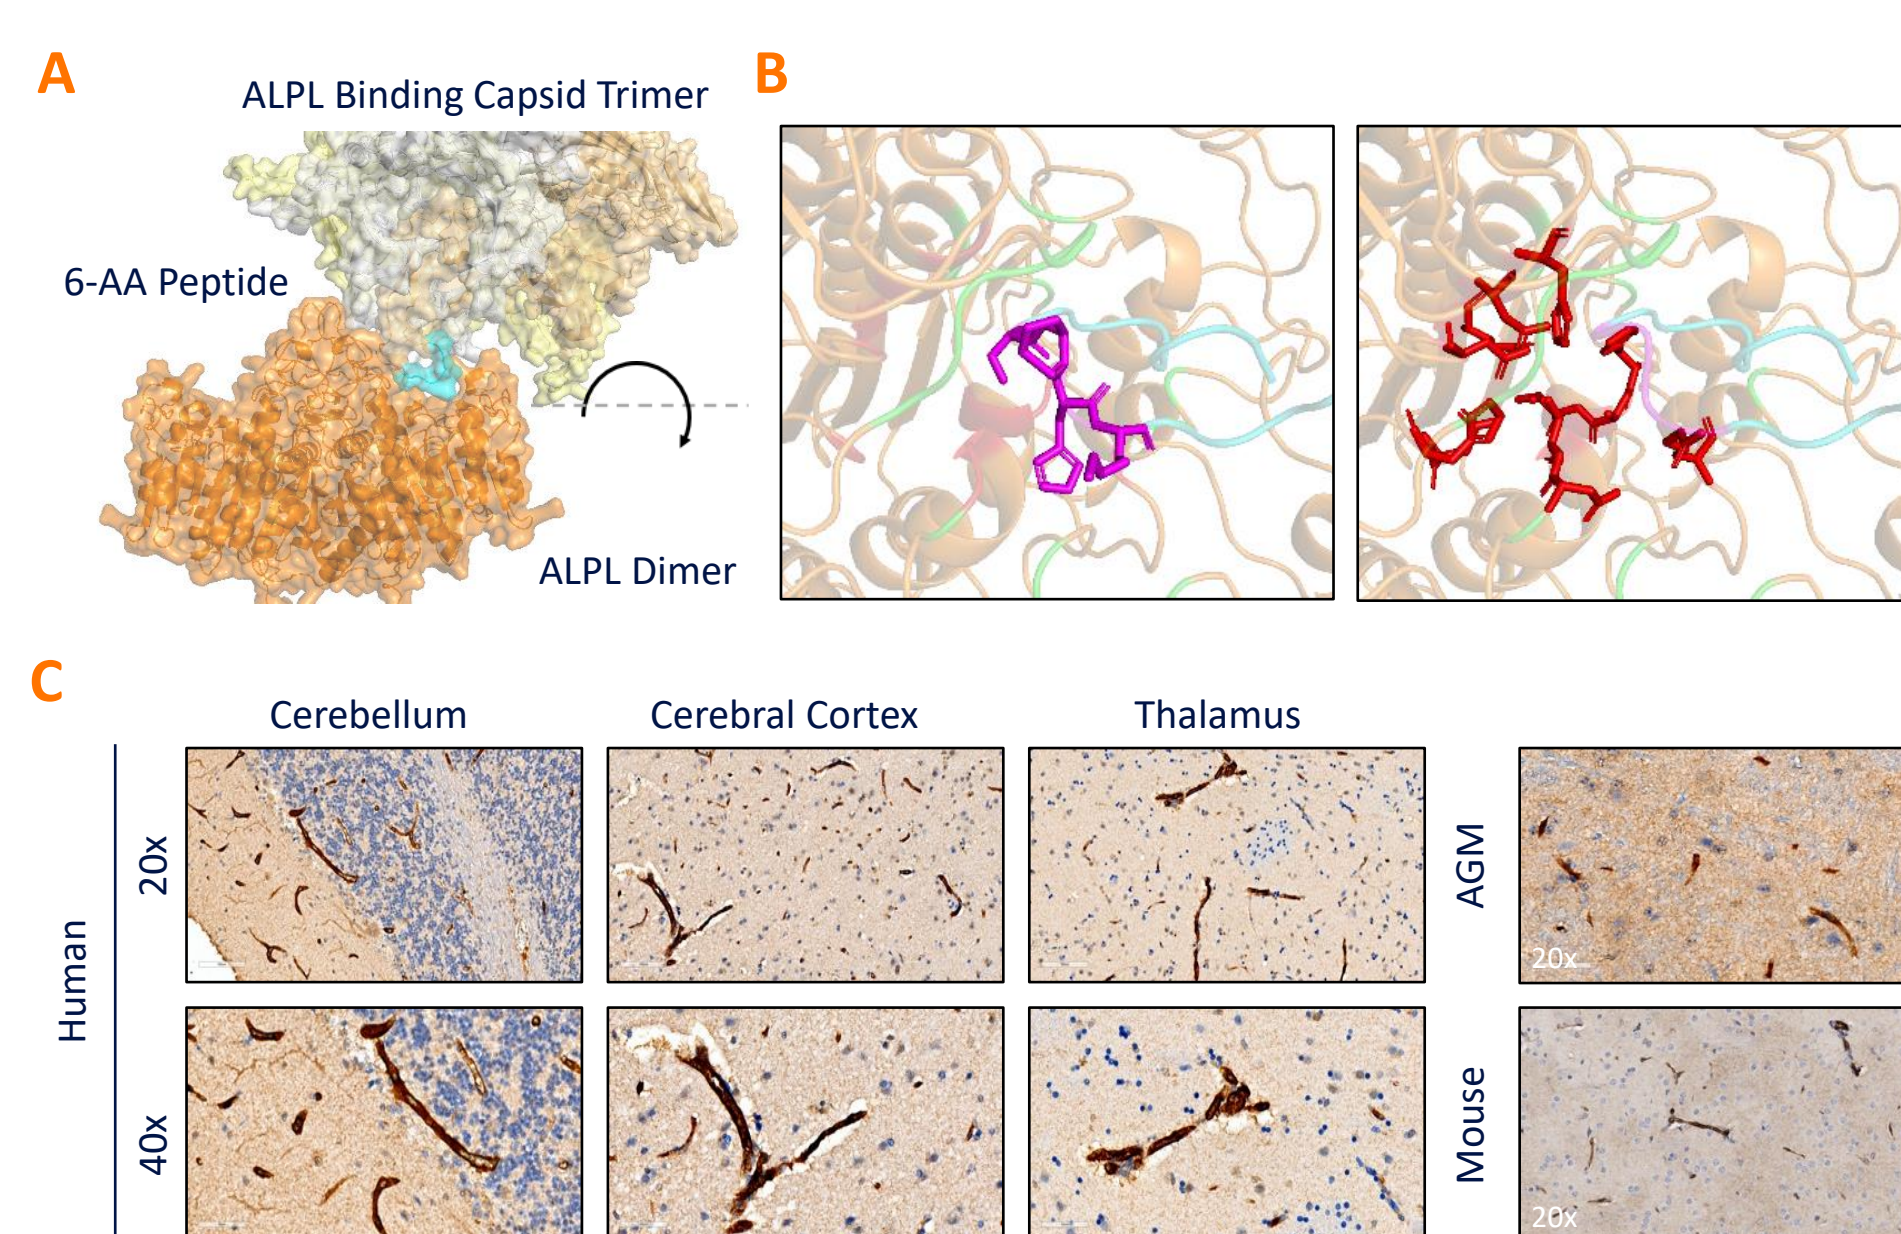 A
ALPL Binding Capsid Trimer
6-AA Peptide
ALPL Dimer
B
C
Cerebellum
Cerebral Cortex
Thalamus
Human
20x
40x
AGM
20x
Mouse
20x